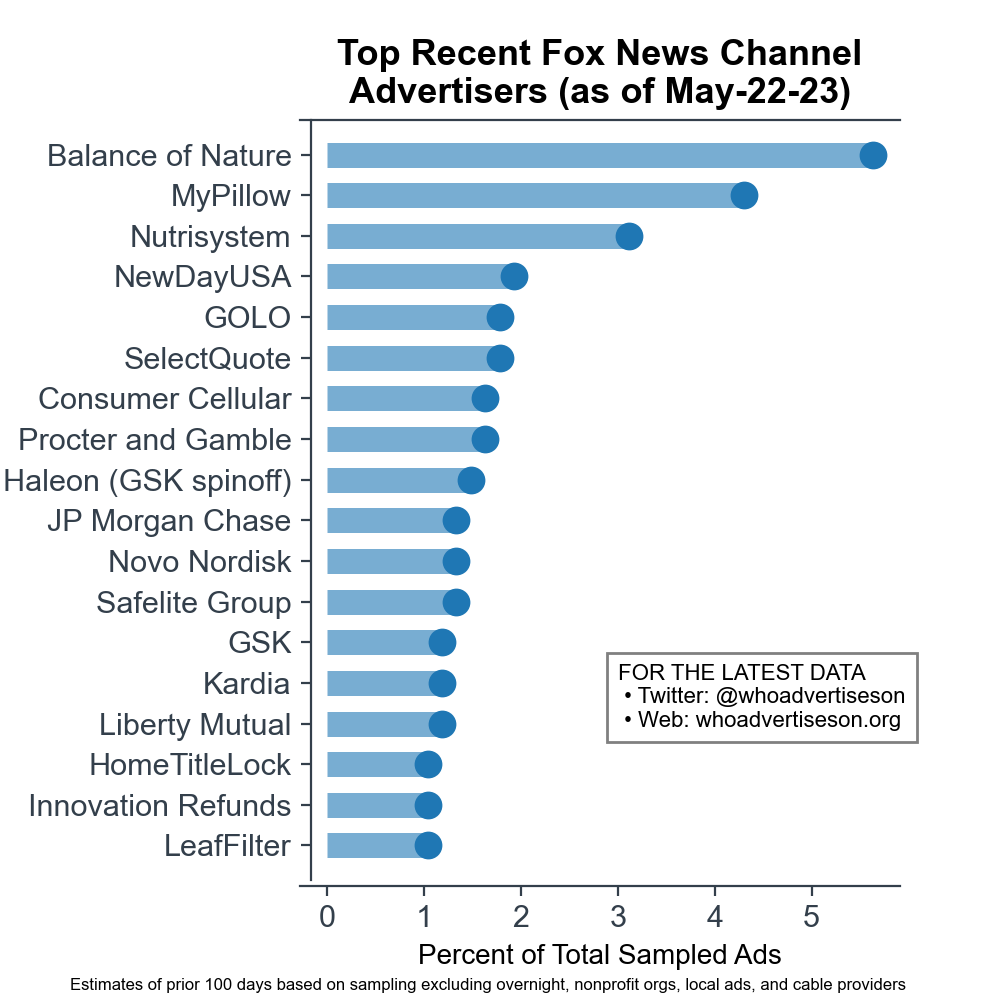 Top Recent Fox News Channel
Advertisers (as of May-22-23)
Balance of Nature
MyPillow
Nutrisystem
NewDayUSA
GOLO
SelectQuote
Consumer Cellular
Procter and Gamble
Haleon (GSK spinoff)
JP Morgan Chase
Novo Nordisk
Safelite Group
GSK
Kardia
Liberty Mutual
HomeTitleLock
Innovation Refunds
LeafFilter
FOR THE LATEST DATA
• Twitter: @whoadvertiseson
• Web: whoadvertiseson.org
0 1 2 3 4 5
Percent of Total Sampled Ads
Estimates of prior 100 days based on sampling excluding overnight, nonprofit orgs, local ads, and cable providers